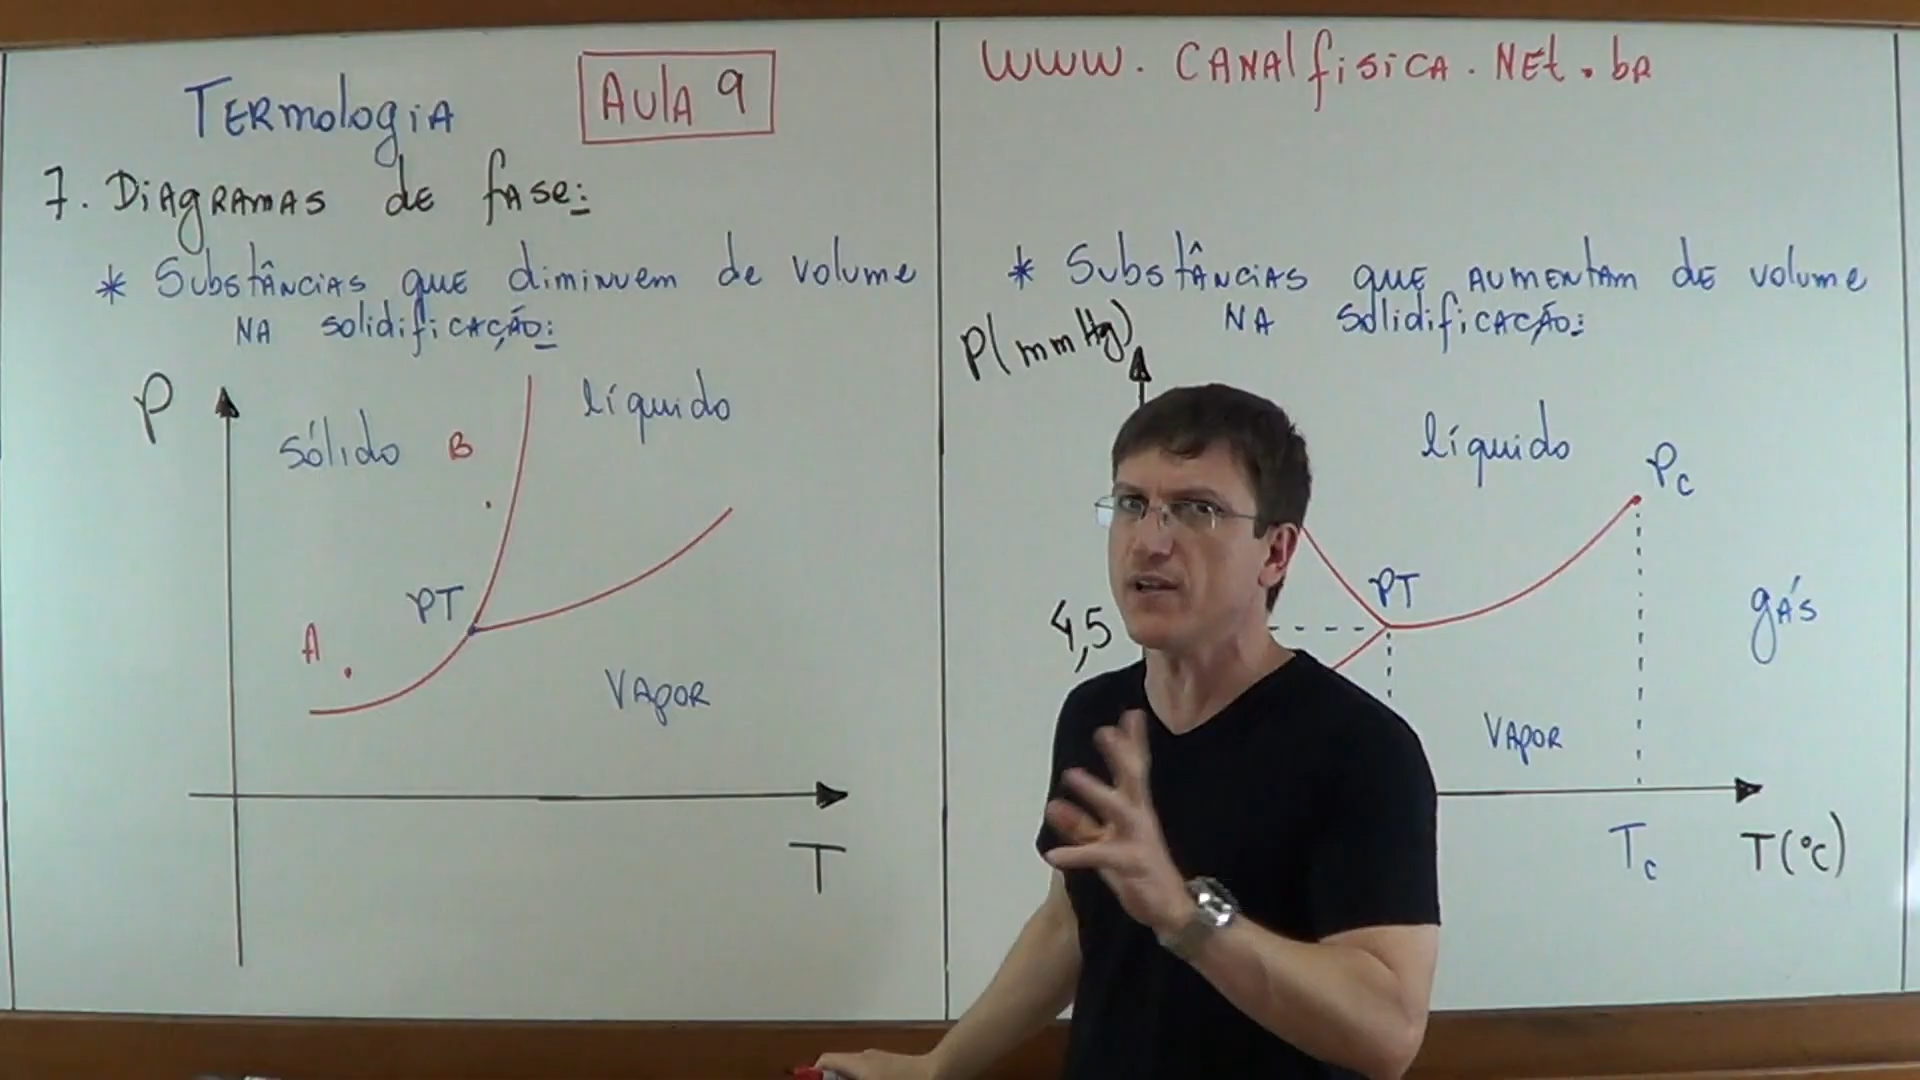 Termologia
Aula 9
7. Diagramas de fase:
* Substâncias que diminuem de volume
na solidificação:
P
sólido
B
líquido
PT
A
Vapor
T
www.canalfisica.net.br
* Substâncias que aumentam de volume
na solidificação:
P(mmHg)
líquido
Pc
PT
4,5
gás
Vapor
Tc
T(°C)